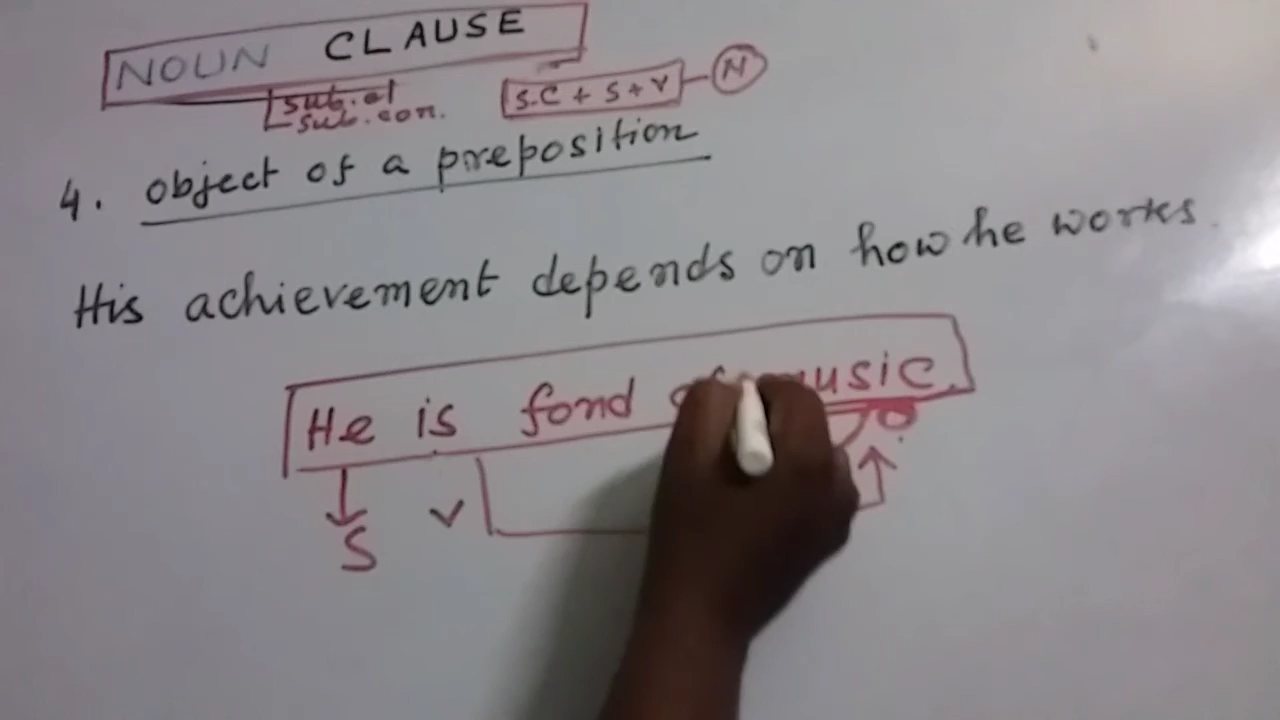 NOUN CLAUSE
sub.cl
sub.con.
S.C + S + V
N
4. object of a preposition
His achievement depends on how he works.
He is fond music.
O
S
V